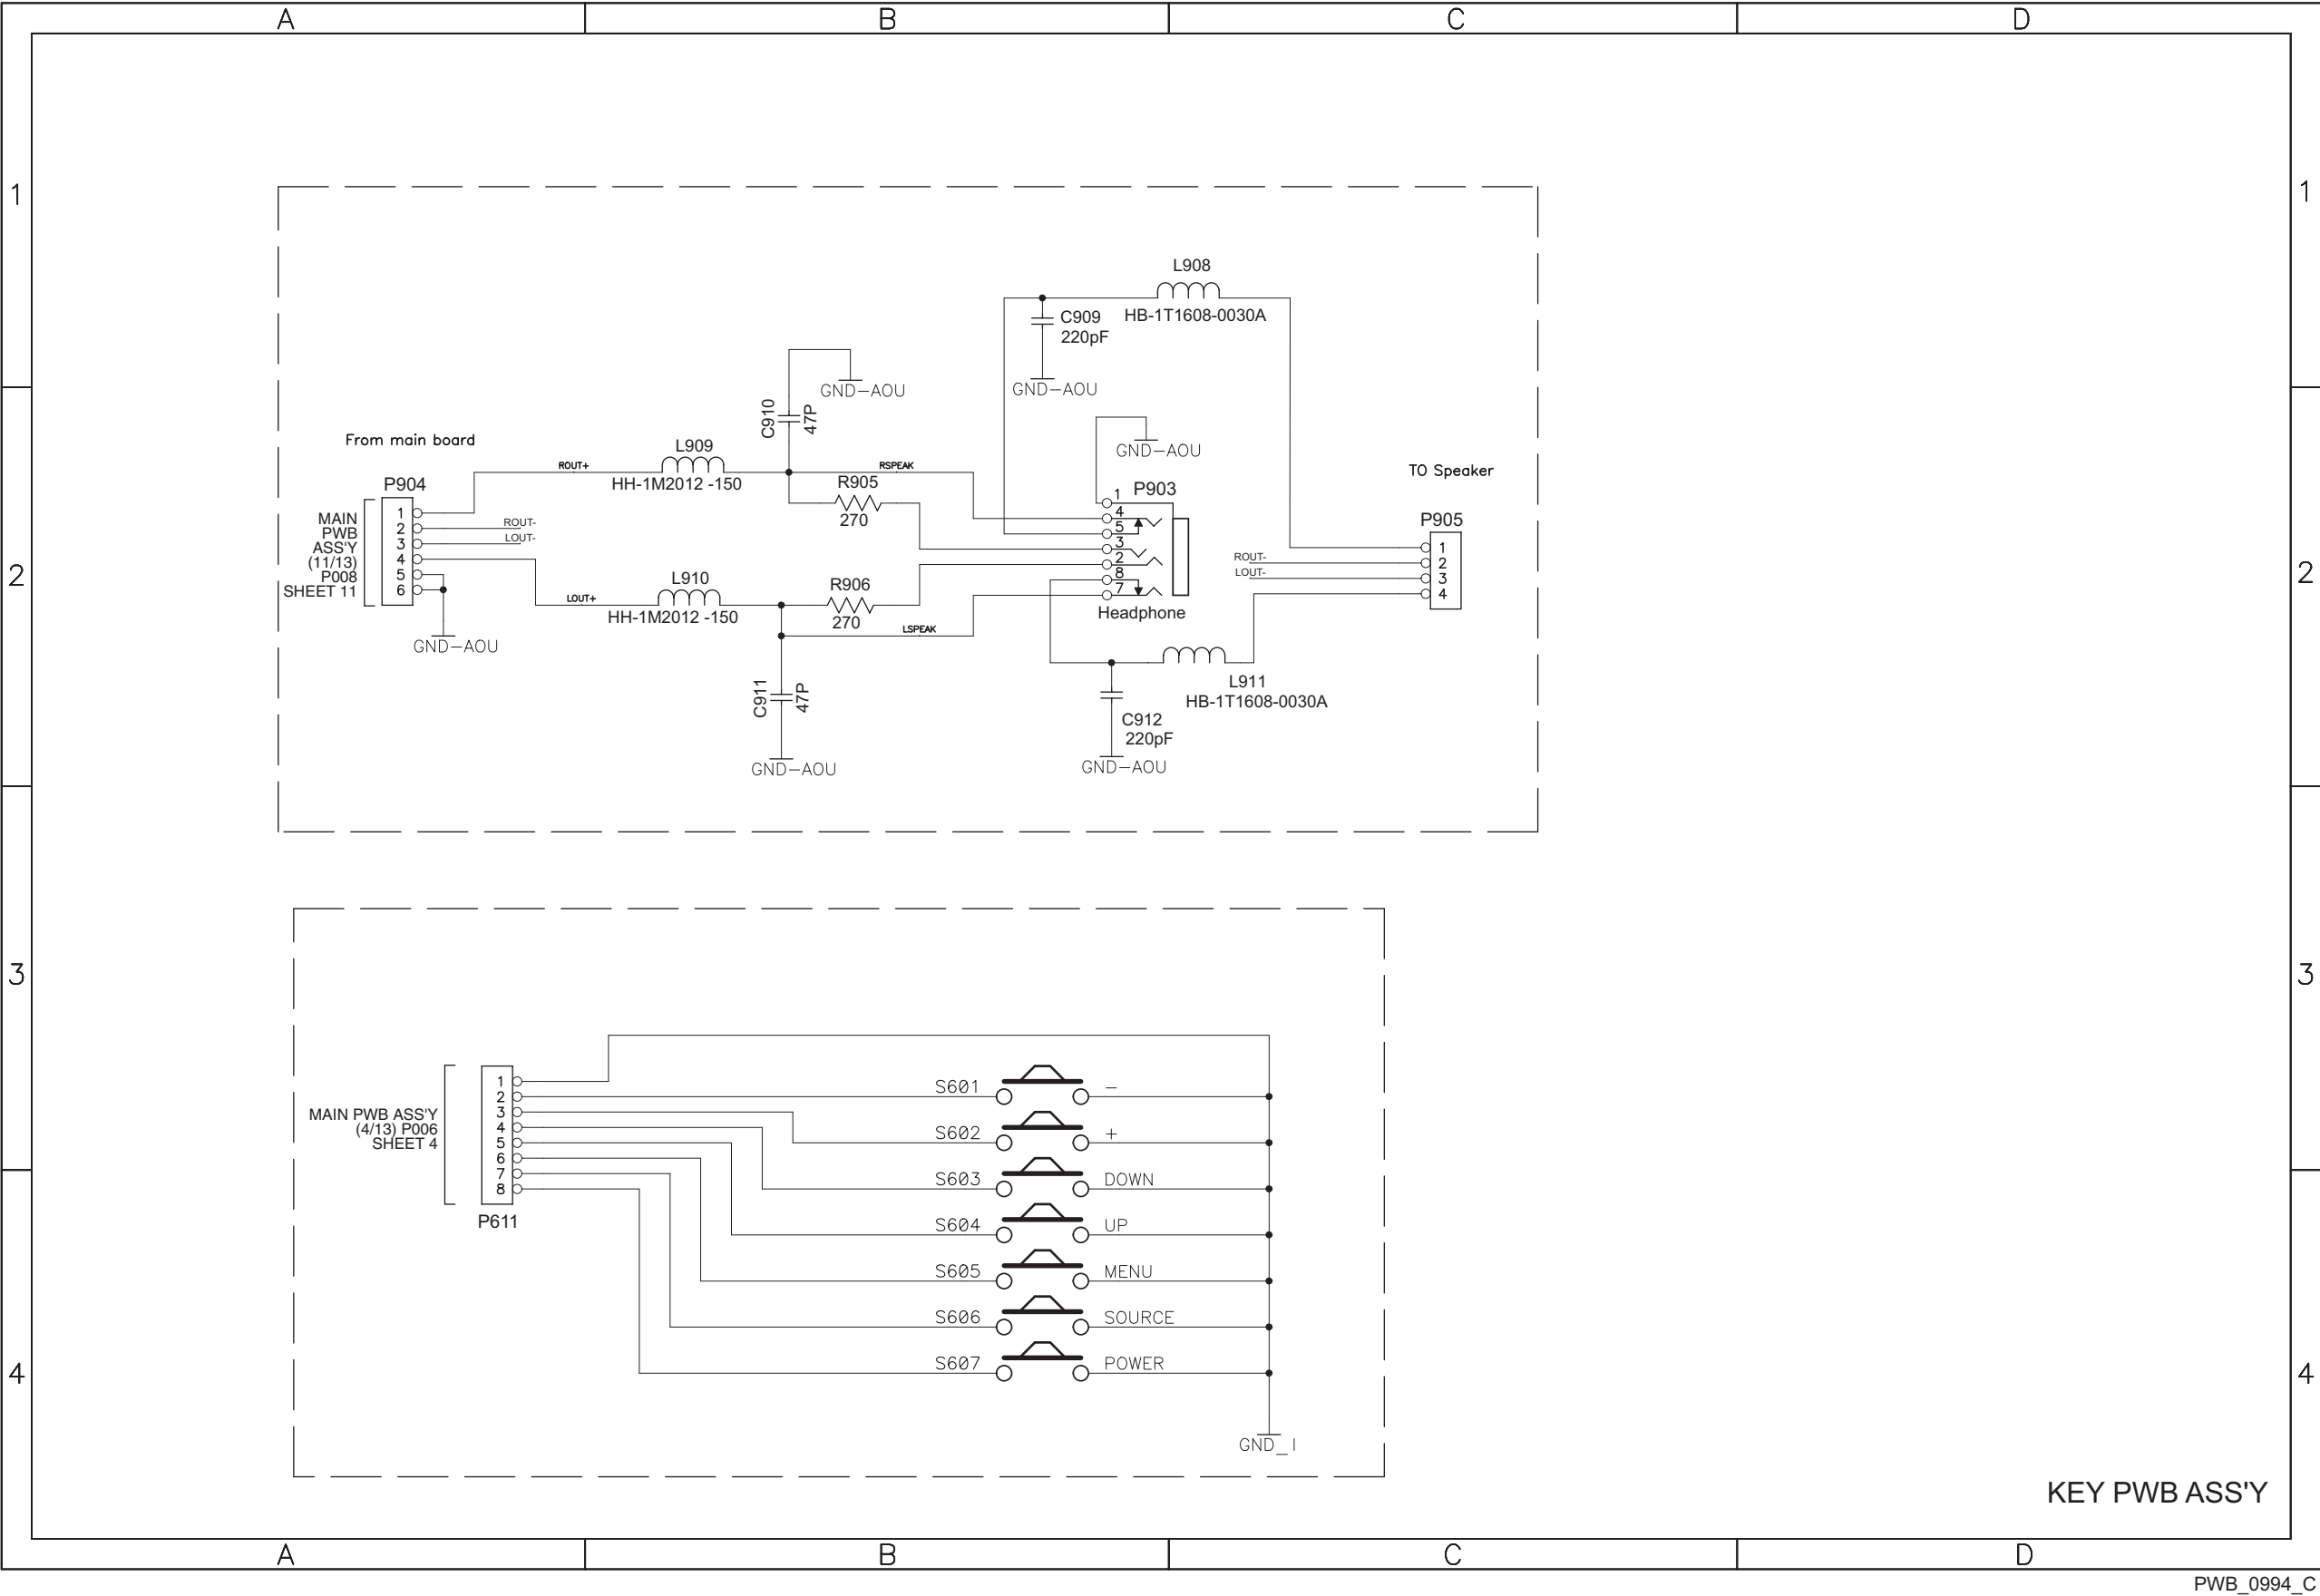 A B C D
1 1
L908
HB-1T1608-0030A
C909
220pF
GND-AOU
GND-AOU
C910
47P
From main board
L909
HH-1M2012 -150
ROUT+
RSPEAK
GND-AOU
TO Speaker
P904
R905
270
P903
MAIN
PWB
ASS'Y
(11/13)
P008
SHEET 11
1
2
3
4
5
6
ROUT-
LOUT-
1
4
5
3
2
8
7
Headphone
P905
ROUT-
LOUT-
1
2
3
4
2 2
L910
HH-1M2012 -150
LOUT+
R906
270
LSPEAK
GND-AOU
L911
HB-1T1608-0030A
C911
47P
C912
220pF
GND-AOU
GND-AOU
3 3
MAIN PWB ASS'Y
(4/13) P006
SHEET 4
1
2
3
4
5
6
7
8
P611
S601 −
S602 +
S603 DOWN
S604 UP
S605 MENU
S606 SOURCE
S607 POWER
4 4
GND_I
KEY PWB ASS'Y
A B C D
PWB_0994_C